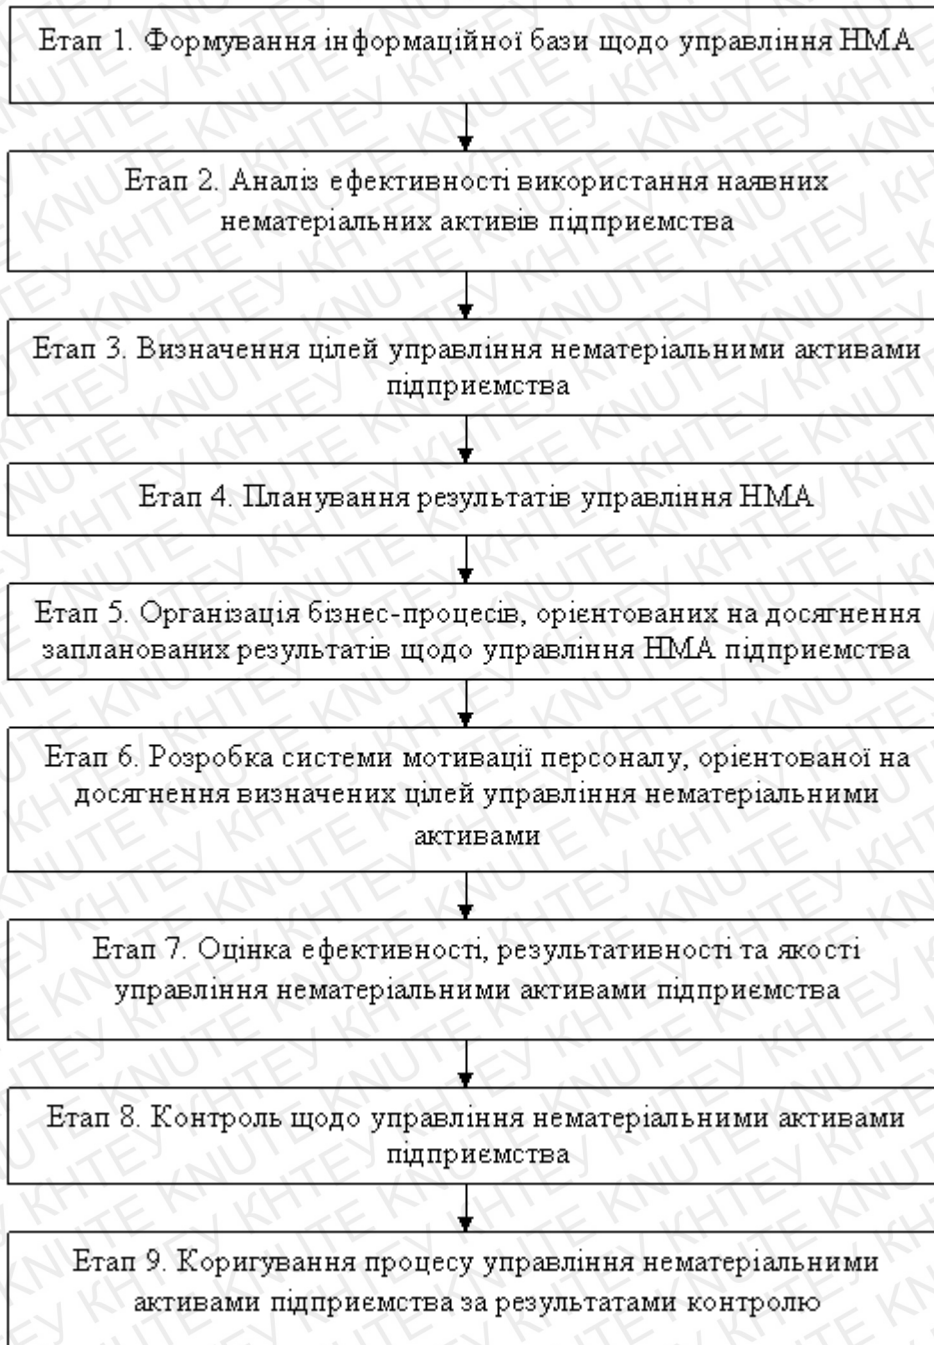 Етап 1. Формування інформаційної бази щодо управління НМА
Етап 2. Аналіз ефективності використання наявних
нематеріальних активів підприємства
Етап 3. Визначення цілей управління нематеріальними активами
підприємства
Етап 4. Планування результатів управління НМА
Етап 5. Організація бізнес-процесів, орієнтованих на досягнення
запланованих результатів щодо управління НМА підприємства
Етап 6. Розробка системи мотивації персоналу, орієнтованої на
досягнення визначених цілей управління нематеріальними
активами
Етап 7. Оцінка ефективності, результативності та якості
управління нематеріальними активами підприємства
Етап 8. Контроль щодо управління нематеріальними активами
підприємства
Етап 9. Коригування процесу управління нематеріальними
активами підприємства за результатами контролю